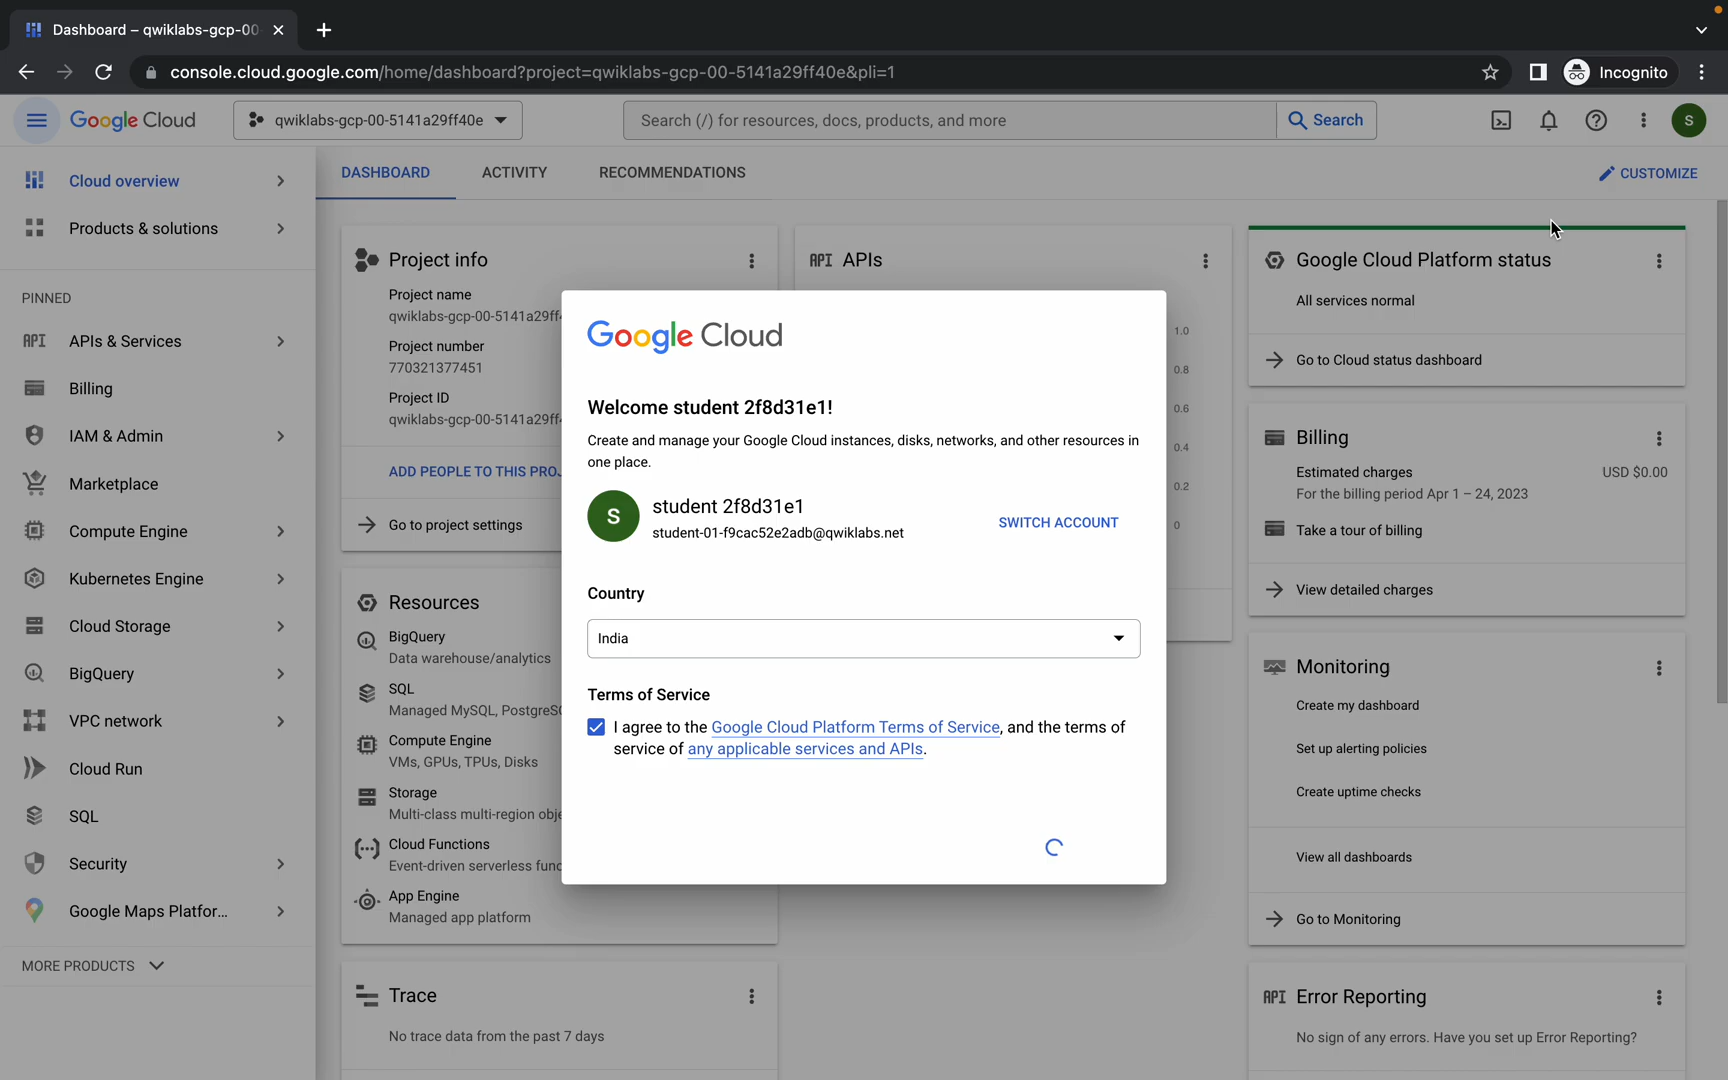 Dashboard – qwiklabs-gcp-00
console.cloud.google.com/home/dashboard?project=qwiklabs-gcp-00-5141a29ff40e&pli=1
Incognito
Google Cloud
qwiklabs-gcp-00-5141a29ff40e
Search (/) for resources, docs, products, and more
Search
S
Cloud overview
Products & solutions
PINNED
API APIs & Services
Billing
IAM & Admin
Marketplace
Compute Engine
Kubernetes Engine
Cloud Storage
BigQuery
VPC network
Cloud Run
SQL
Security
Google Maps Platfor...
MORE PRODUCTS
DASHBOARD
ACTIVITY
RECOMMENDATIONS
CUSTOMIZE
Project info
Project name
qwiklabs-gcp-00-5141a29ff
Project number
770321377451
Project ID
qwiklabs-gcp-00-5141a29ff
ADD PEOPLE TO THIS PROJ
Go to project settings
Resources
BigQuery
Data warehouse/analytics
SQL
Managed MySQL, PostgreS
Compute Engine
VMs, GPUs, TPUs, Disks
Storage
Multi-class multi-region obje
Cloud Functions
Event-driven serverless func
App Engine
Managed app platform
Trace
No trace data from the past 7 days
API APIs
1.0
0.8
0.6
0.4
0.2
0
Google Cloud
Welcome student 2f8d31e1!
Create and manage your Google Cloud instances, disks, networks, and other resources in
one place.
S
student 2f8d31e1
student-01-f9cac52e2adb@qwiklabs.net
SWITCH ACCOUNT
Country
India
Terms of Service
I agree to the Google Cloud Platform Terms of Service, and the terms of
service of any applicable services and APIs.
Google Cloud Platform status
All services normal
Go to Cloud status dashboard
Billing
Estimated charges
USD $0.00
For the billing period Apr 1 – 24, 2023
Take a tour of billing
View detailed charges
Monitoring
Create my dashboard
Set up alerting policies
Create uptime checks
View all dashboards
Go to Monitoring
API Error Reporting
No sign of any errors. Have you set up Error Reporting?